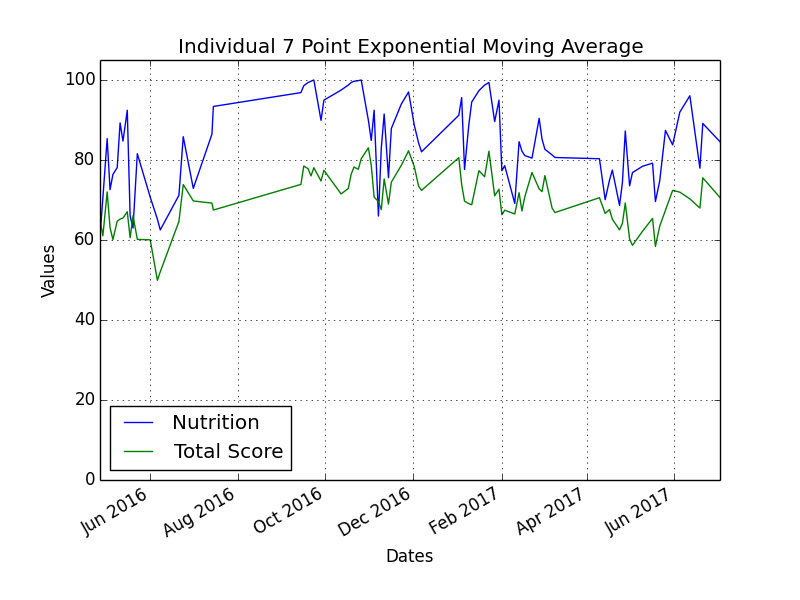 Individual 7 Point Exponential Moving Average
100
80
60
40
20
0
Values
Nutrition
Total Score
Jun 2016
Aug 2016
Oct 2016
Dec 2016
Feb 2017
Apr 2017
Jun 2017
Dates